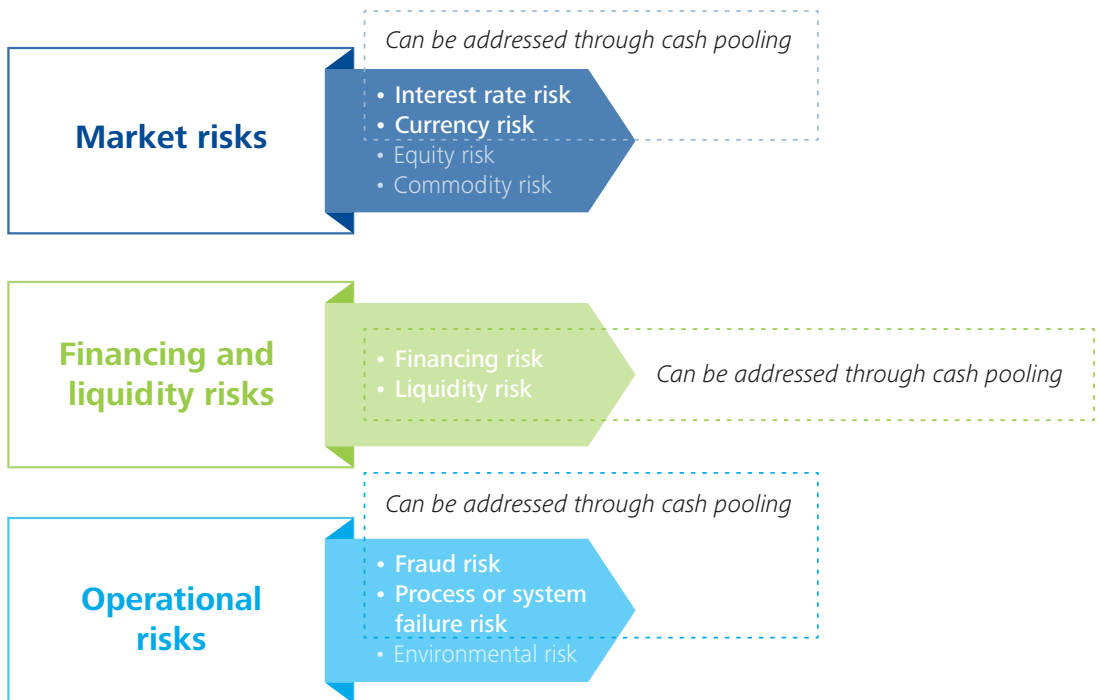 Can be addressed through cash pooling
Market risks
• Interest rate risk
• Currency risk
• Equity risk
• Commodity risk
Financing and
liquidity risks
• Financing risk
• Liquidity risk
Can be addressed through cash pooling
Can be addressed through cash pooling
Operational
risks
• Fraud risk
• Process or system
failure risk
• Environmental risk